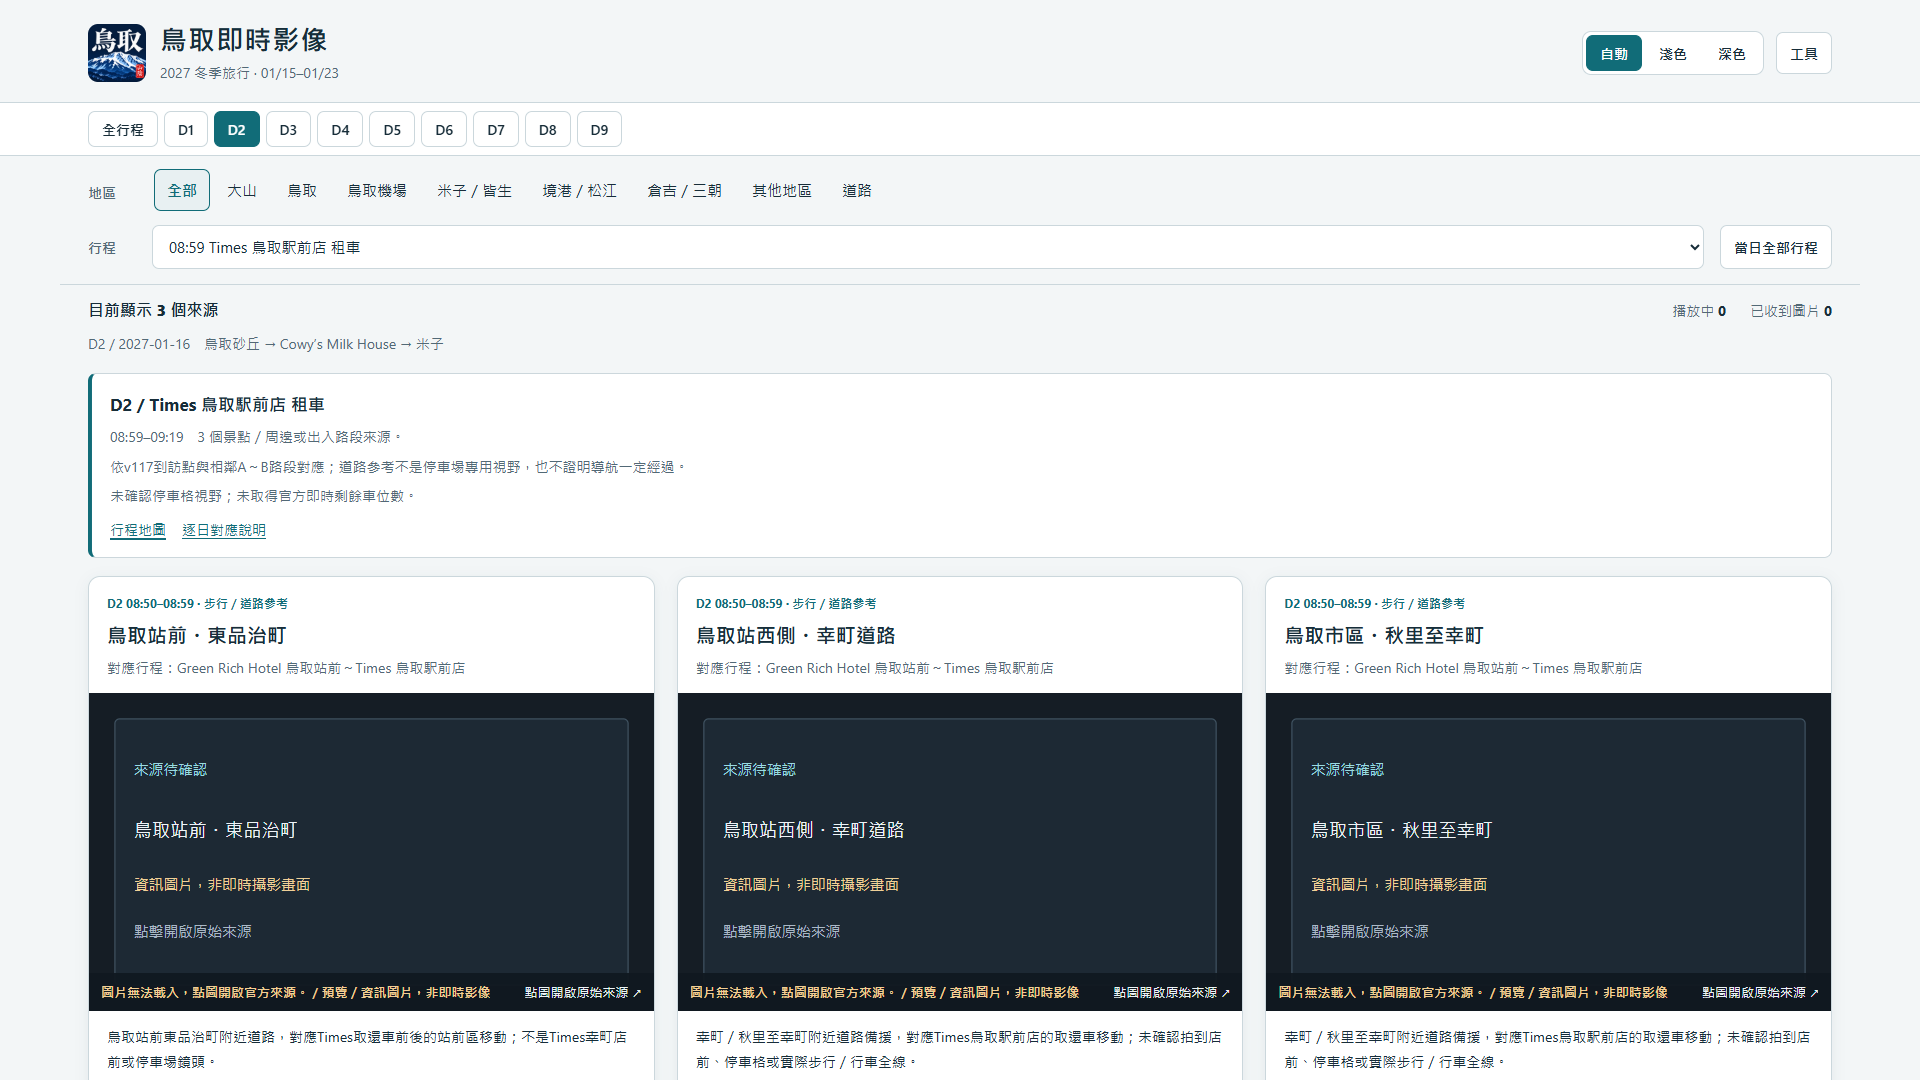 鳥取
鳥取即時影像
2027 冬季旅行 · 01/15–01/23
自動
淺色
深色
工具
全行程
D1
D2
D3
D4
D5
D6
D7
D8
D9
地區
全部
大山
鳥取
鳥取機場
米子 / 皆生
境港 / 松江
倉吉 / 三朝
其他地區
道路
行程
08:59 Times 鳥取駅前店 租車
當日全部行程
目前顯示 3 個來源
播放中 0
已收到圖片 0
D2 / 2027-01-16 鳥取砂丘 → Cowy’s Milk House → 米子
D2 / Times 鳥取駅前店 租車
08:59–09:19 3 個景點 / 周邊或出入路段來源。
依v117到訪點與相鄰A～B路段對應；道路參考不是停車場專用視野，也不證明導航一定經過。
未確認停車格視野；未取得官方即時剩餘車位數。
行程地圖
逐日對應說明
D2 08:50–08:59 · 步行 / 道路參考
鳥取站前・東品治町
對應行程：Green Rich Hotel 鳥取站前～Times 鳥取駅前店
來源待確認
鳥取站前・東品治町
資訊圖片，非即時攝影畫面
點擊開啟原始來源
圖片無法載入，點圖開啟官方來源。 / 預覽 / 資訊圖片，非即時影像
點圖開啟原始來源 ↗
鳥取站前東品治町附近道路，對應Times取還車前後的站前區移動；不是Times幸町店
前或停車場鏡頭。
D2 08:50–08:59 · 步行 / 道路參考
鳥取站西側・幸町道路
對應行程：Green Rich Hotel 鳥取站前～Times 鳥取駅前店
來源待確認
鳥取站西側・幸町道路
資訊圖片，非即時攝影畫面
點擊開啟原始來源
圖片無法載入，點圖開啟官方來源。 / 預覽 / 資訊圖片，非即時影像
點圖開啟原始來源 ↗
幸町 / 秋里至幸町附近道路備援，對應Times鳥取駅前店的取還車移動；未確認拍到店
前、停車格或實際步行 / 行車全線。
D2 08:50–08:59 · 步行 / 道路參考
鳥取市區・秋里至幸町
對應行程：Green Rich Hotel 鳥取站前～Times 鳥取駅前店
來源待確認
鳥取市區・秋里至幸町
資訊圖片，非即時攝影畫面
點擊開啟原始來源
圖片無法載入，點圖開啟官方來源。 / 預覽 / 資訊圖片，非即時影像
點圖開啟原始來源 ↗
幸町 / 秋里至幸町附近道路備援，對應Times鳥取駅前店的取還車移動；未確認拍到店
前、停車格或實際步行 / 行車全線。